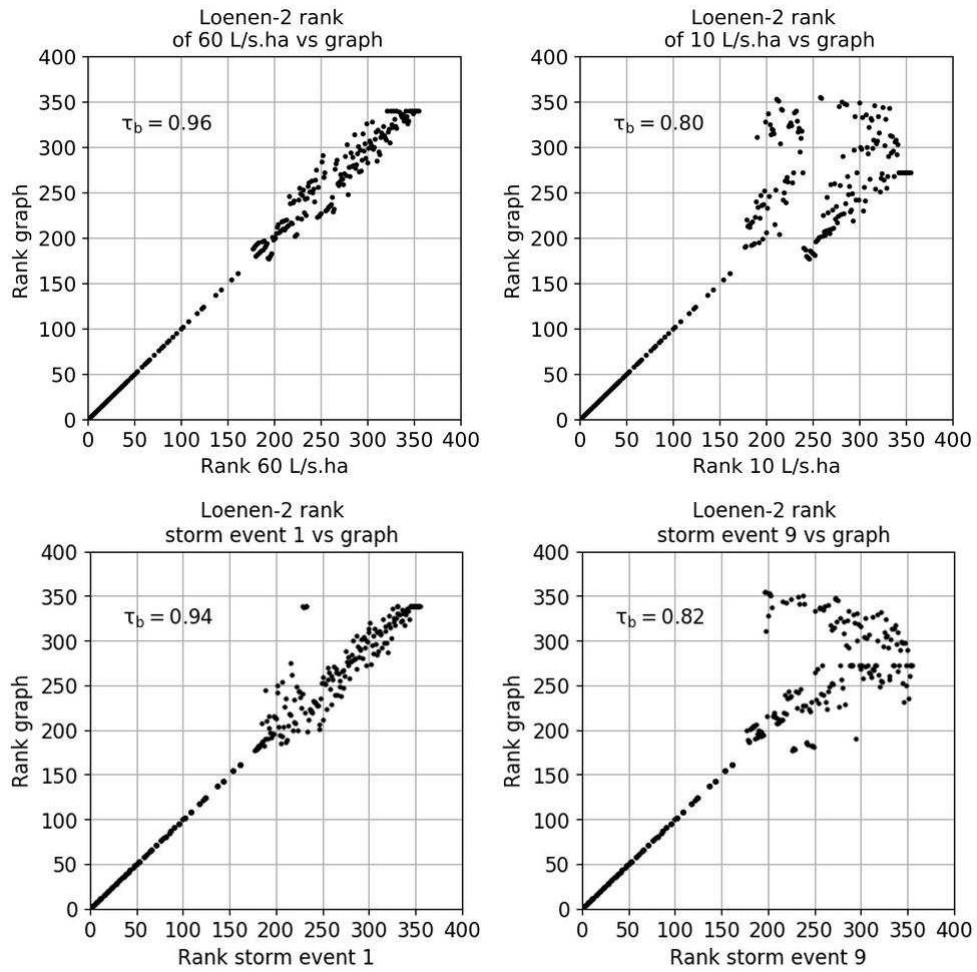 Loenen-2 rank
of 60 L/s.ha vs graph
400
350
300
250
200
150
100
50
0
Rank graph
τb = 0.96
0 50 100 150 200 250 300 350 400
Rank 60 L/s.ha
Loenen-2 rank
of 10 L/s.ha vs graph
400
350
300
250
200
150
100
50
0
Rank graph
τb = 0.80
0 50 100 150 200 250 300 350 400
Rank 10 L/s.ha
Loenen-2 rank
storm event 1 vs graph
400
350
300
250
200
150
100
50
0
Rank graph
τb = 0.94
0 50 100 150 200 250 300 350 400
Rank storm event 1
Loenen-2 rank
storm event 9 vs graph
400
350
300
250
200
150
100
50
0
Rank graph
τb = 0.82
0 50 100 150 200 250 300 350 400
Rank storm event 9